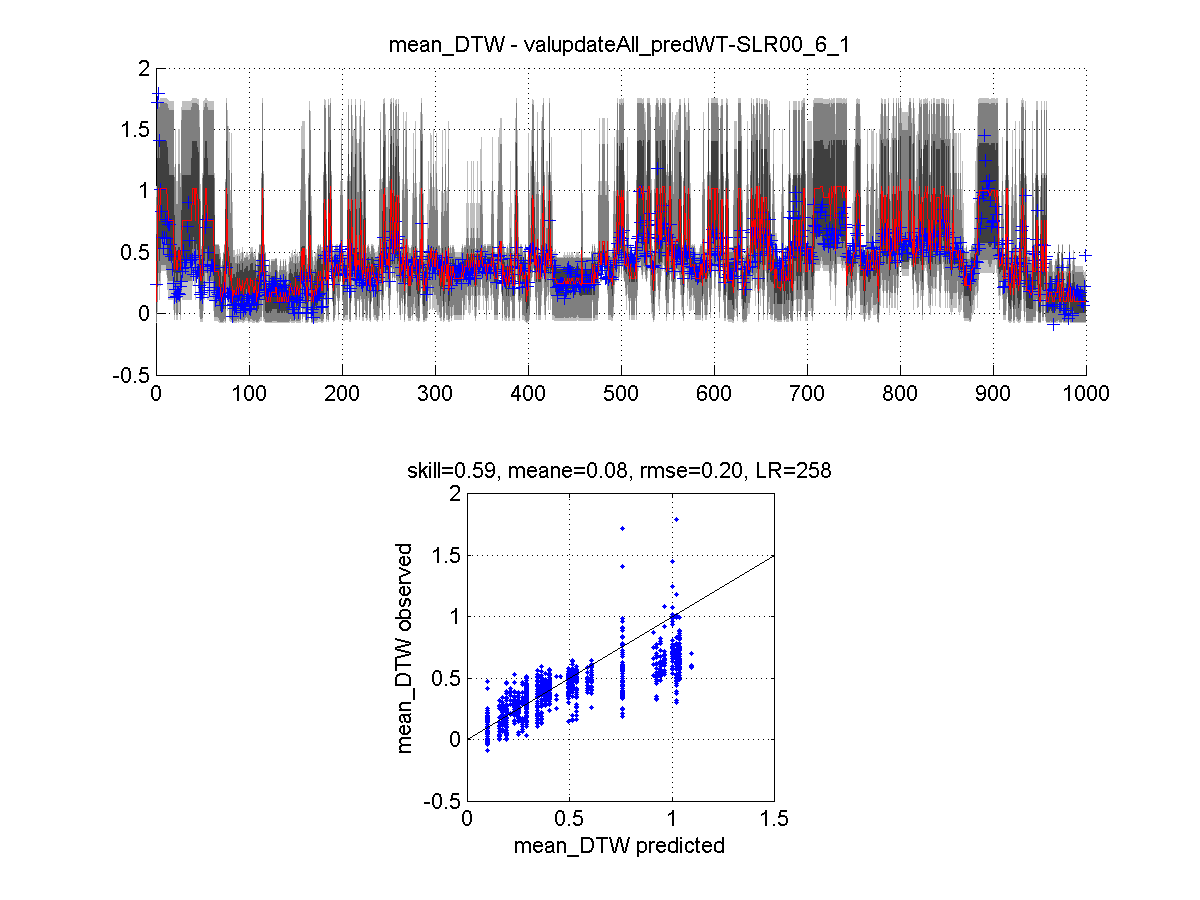 mean_DTW - valupdateAll_predWT-SLR00_6_1
2
1.5
1
0.5
0
-0.5
0 100 200 300 400 500 600 700 800 900 1000
skill=0.59, meane=0.08, rmse=0.20, LR=258
2
1.5
1
0.5
0
-0.5
mean_DTW observed
0 0.5 1 1.5
mean_DTW predicted